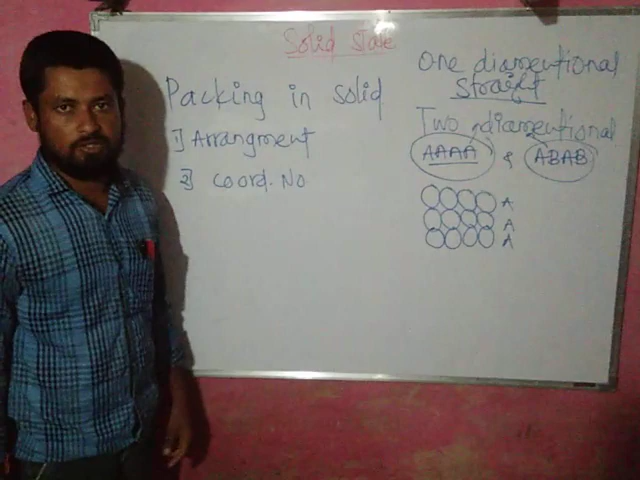 Solid State
Packing in Solid
1) Arrangment
2) Coord. No
One diamentional
Straight
Two diamentional
AAAA & ABAB
A
A
A